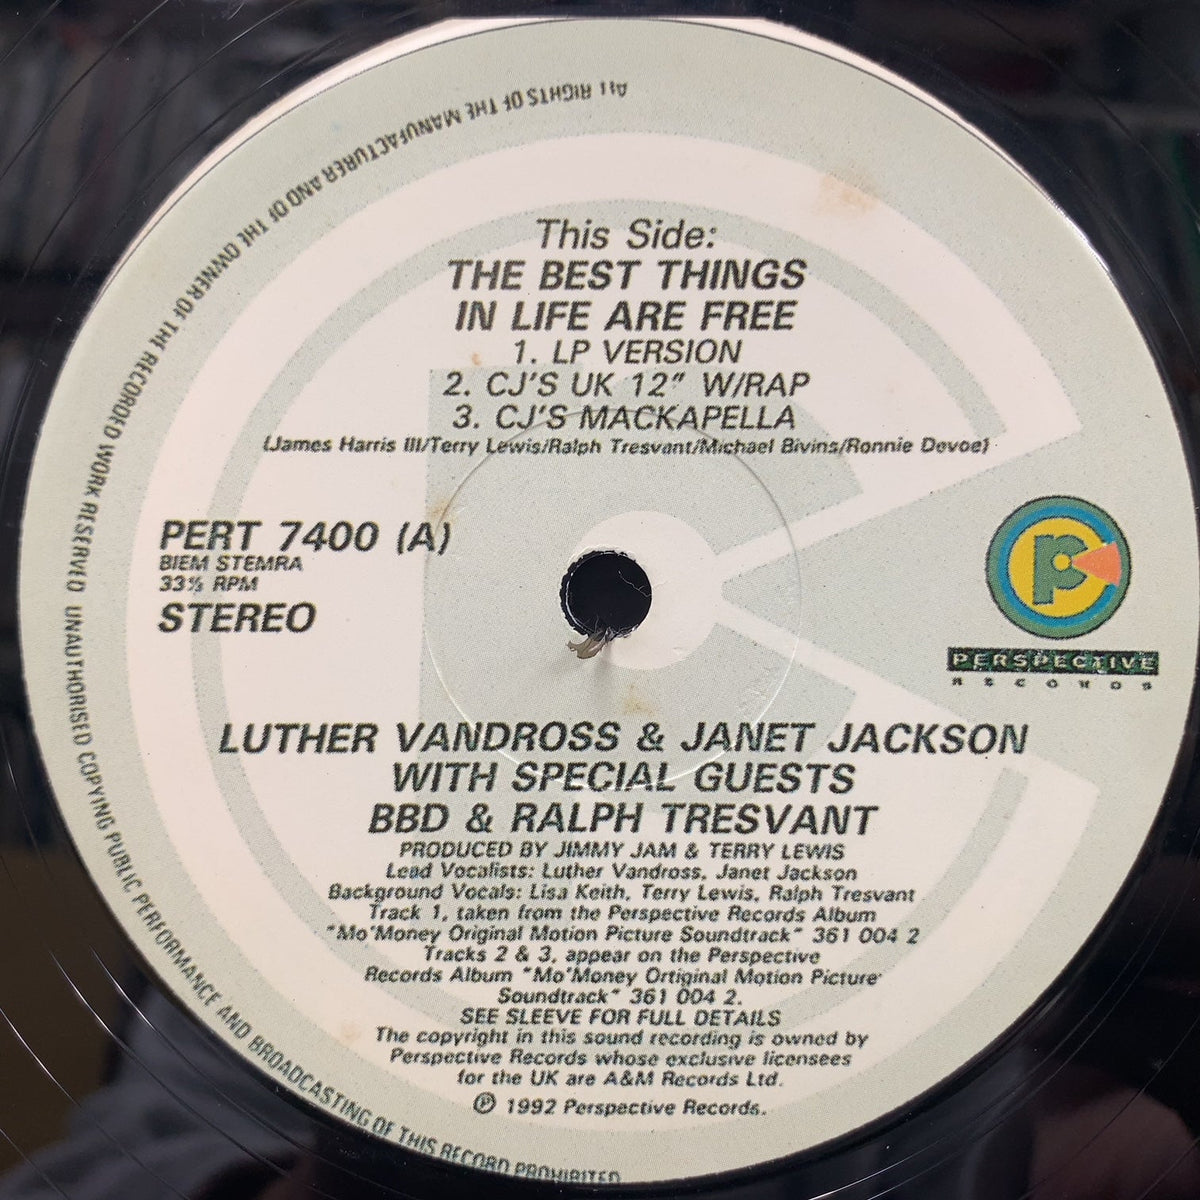 This Side:
THE BEST THINGS
IN LIFE ARE FREE
1. LP VERSION
2. CJ'S UK 12" W/RAP
3. CJ'S MACKAPELLA
(James Harris III/Terry Lewis/Ralph Tresvant/Michael Bivins/Ronnie Devoe)
PERT 7400 (A)
BIEM STEMRA
33⅓ RPM
STEREO
PERSPECTIVE
RECORDS
LUTHER VANDROSS & JANET JACKSON
WITH SPECIAL GUESTS
BBD & RALPH TRESVANT
PRODUCED BY JIMMY JAM & TERRY LEWIS
Lead Vocalists: Luther Vandross, Janet Jackson
Background Vocals: Lisa Keith, Terry Lewis, Ralph Tresvant
Track 1, taken from the Perspective Records Album
"Mo'Money Original Motion Picture Soundtrack" 361 004 2
Tracks 2 & 3, appear on the Perspective
Records Album "Mo'Money Ortiginal Motion Picture
Soundtrack" 361 004 2.
SEE SLEEVE FOR FULL DETAILS
The copyright in this sound recording is owned by
Perspective Records whose exclusive licensees
for the UK are A&M Records Ltd.
℗ 1992 Perspective Records.
ALL RIGHTS OF THE MANUFACTURER AND OF THE OWNER OF THE RECORDED WORK RESERVED UNAUTHORISED COPYING PUBLIC PERFORMANCE AND BROADCASTING OF THIS RECORD PROHIBITED